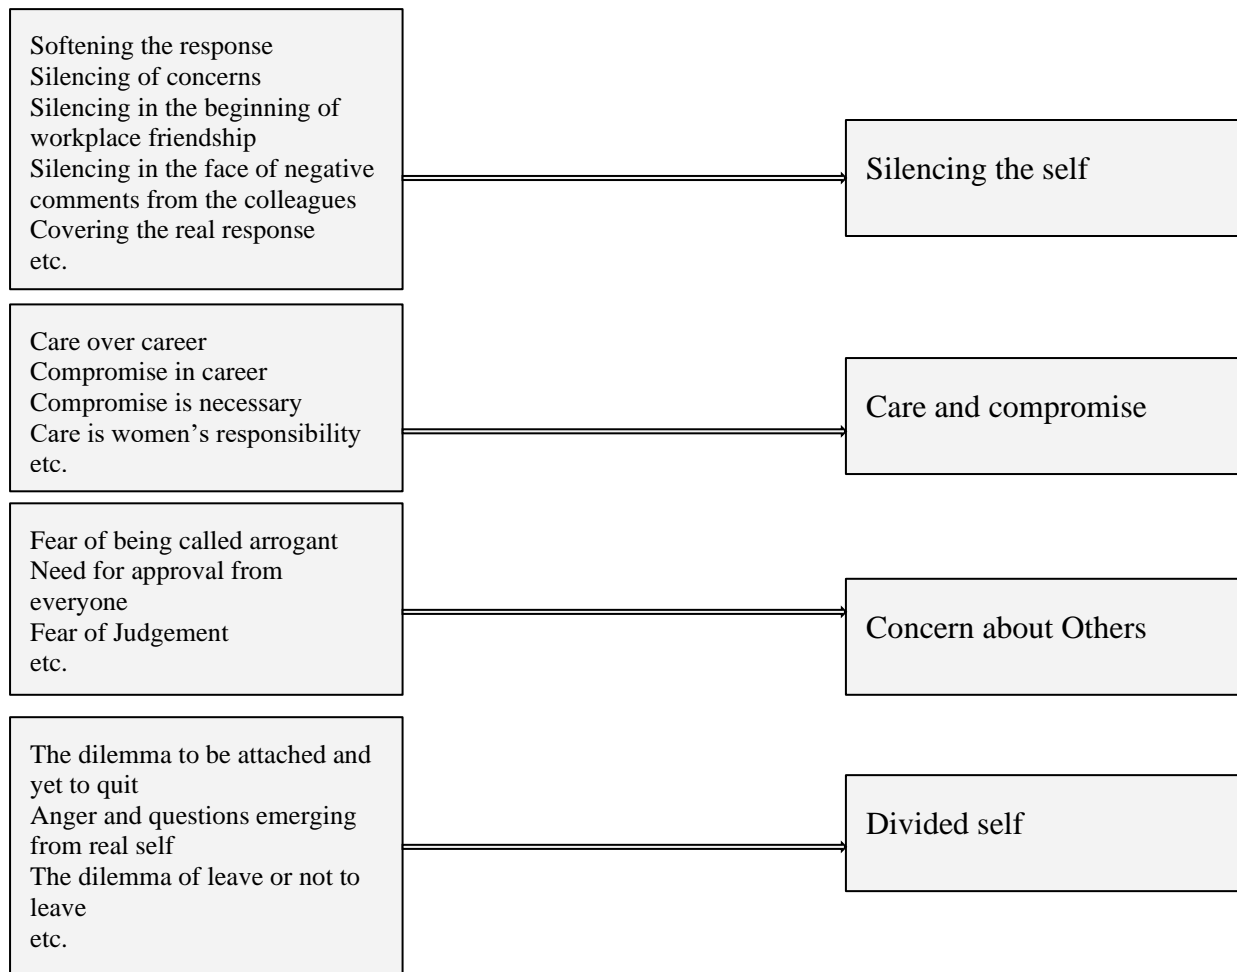 Softening the response
Silencing of concerns
Silencing in the beginning of
workplace friendship
Silencing in the face of negative
comments from the colleagues
Covering the real response
etc.
Silencing the self
Care over career
Compromise in career
Compromise is necessary
Care is women’s responsibility
etc.
Care and compromise
Fear of being called arrogant
Need for approval from
everyone
Fear of Judgement
etc.
Concern about Others
The dilemma to be attached and
yet to quit
Anger and questions emerging
from real self
The dilemma of leave or not to
leave
etc.
Divided self